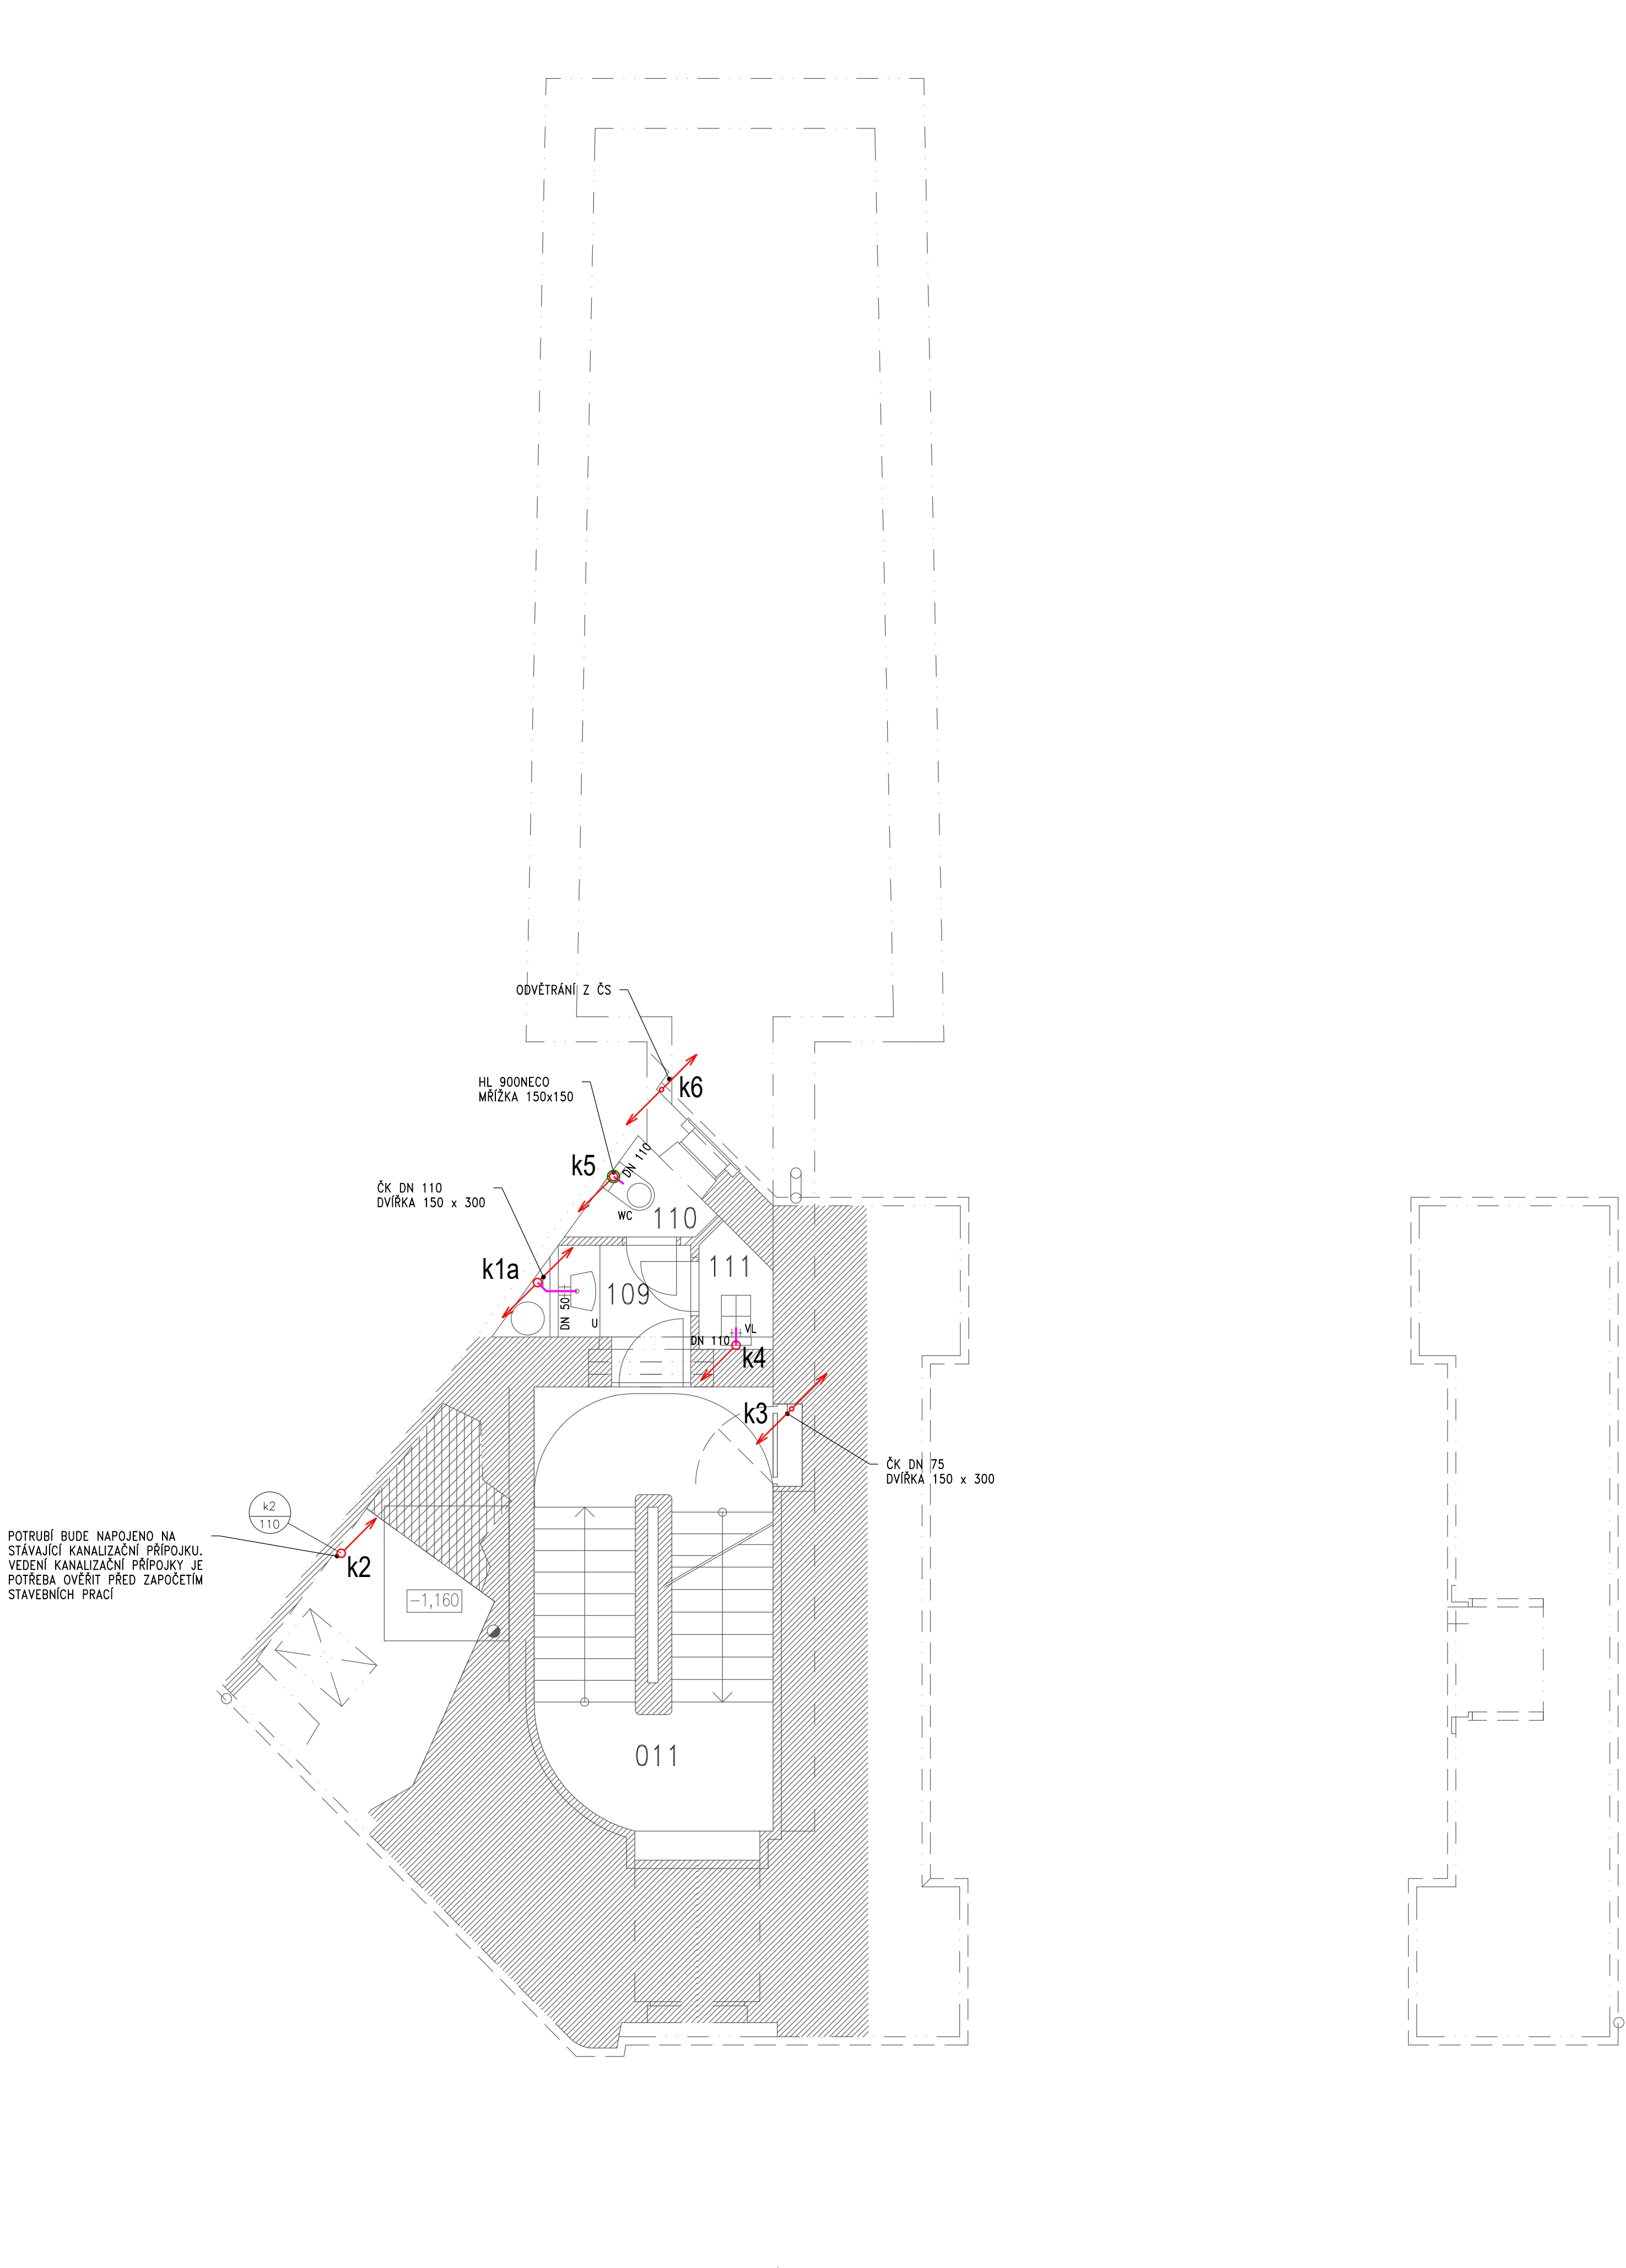 ODVĚTRÁNÍ Z ČS
k6
HL 900NECO
MŘÍŽKA 150x150
k5
DN 110
ČK DN 110
DVÍŘKA 150 x 300
WC
110
k1a
111
109
DN 50
U
VL
DN 110
k4
k3
ČK DN 75
DVÍŘKA 150 x 300
k2
110
POTRUBÍ BUDE NAPOJENO NA
STÁVAJÍCÍ KANALIZAČNÍ PŘÍPOJKU.
VEDENÍ KANALIZAČNÍ PŘÍPOJKY JE
POTŘEBA OVĚŘIT PŘED ZAPOČETÍM
STAVEBNÍCH PRACÍ
k2
-1,160
011